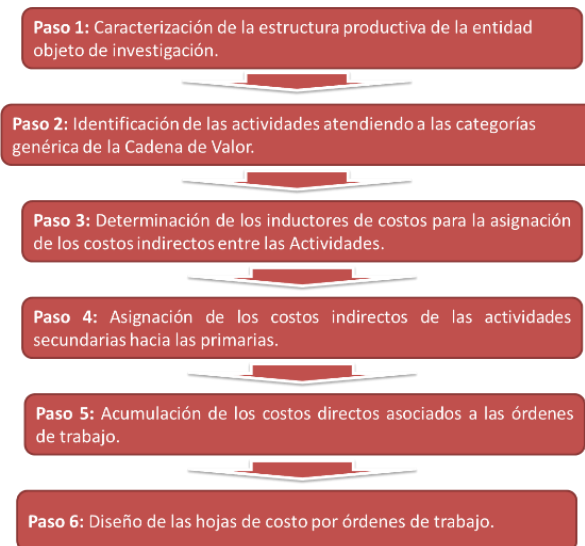 Paso 1: Caracterización de la estructura productiva de la entidad
objeto de investigación.
Paso 2: Identificación de las actividades atendiendo a las categorías
genérica de la Cadena de Valor.
Paso 3: Determinación de los inductores de costos para la asignación
de los costos indirectos entre las Actividades.
Paso 4: Asignación de los costos indirectos de las actividades
secundarias hacia las primarias.
Paso 5: Acumulación de los costos directos asociados a las órdenes
de trabajo.
Paso 6: Diseño de las hojas de costo por órdenes de trabajo.